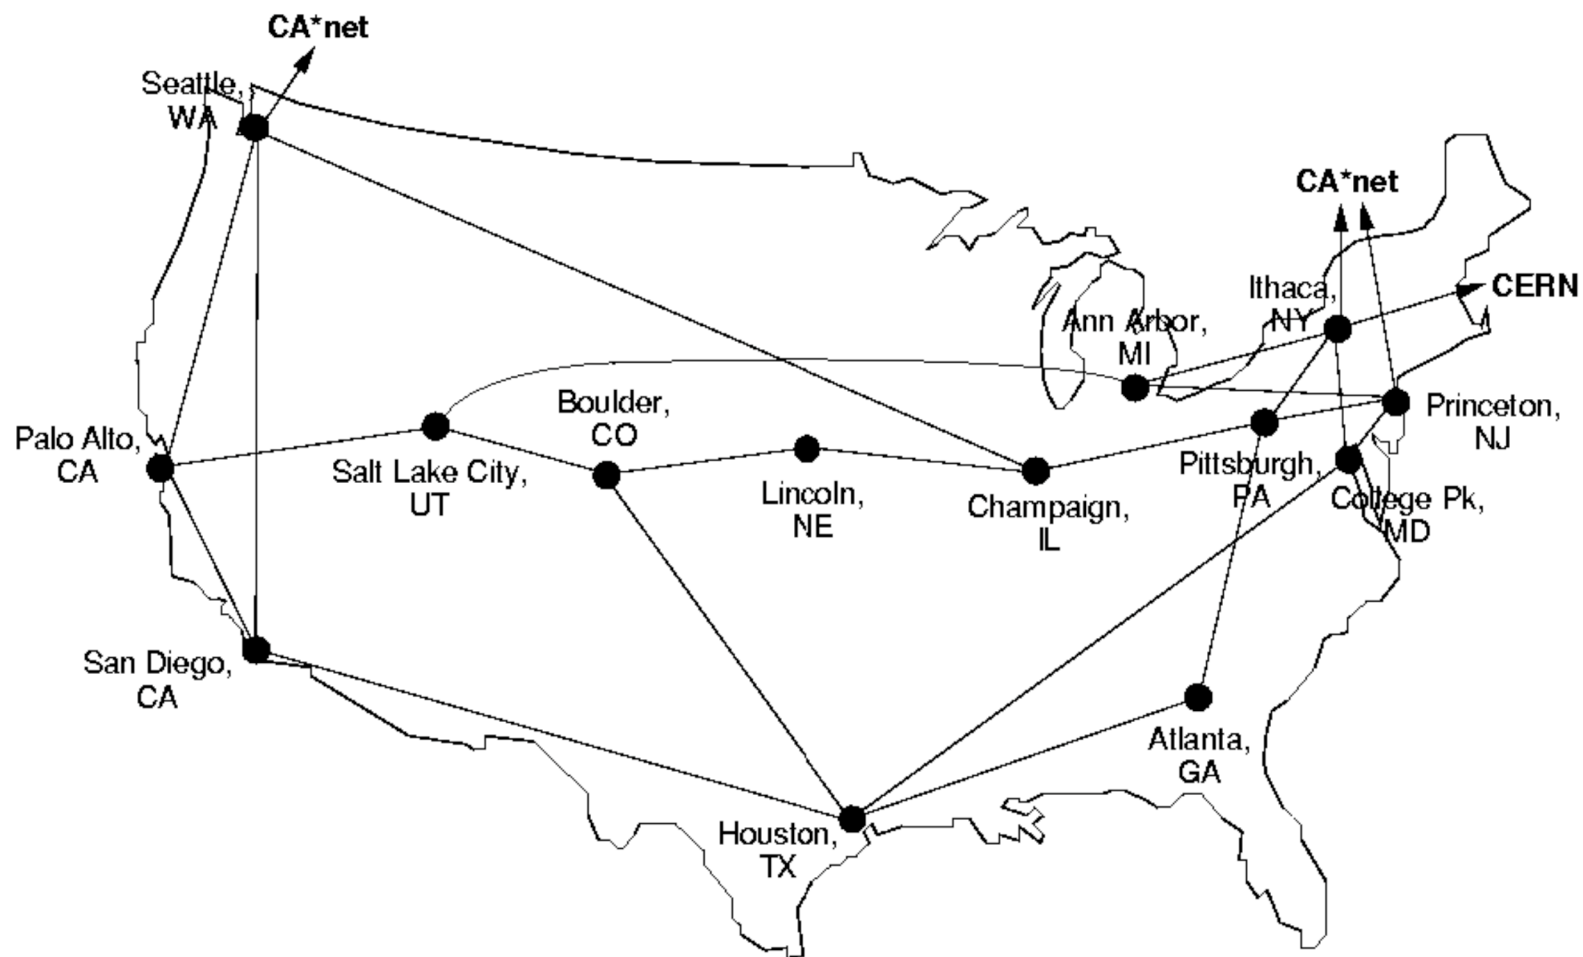 CA*net
Seattle,
WA
CA*net
Ithaca,
NY
CERN
Ann Arbor,
MI
Boulder,
CO
Princeton,
NJ
Palo Alto,
CA
Salt Lake City,
UT
Lincoln,
NE
Champaign,
IL
Pittsburgh,
PA
College Pk,
MD
San Diego,
CA
Atlanta,
GA
Houston,
TX